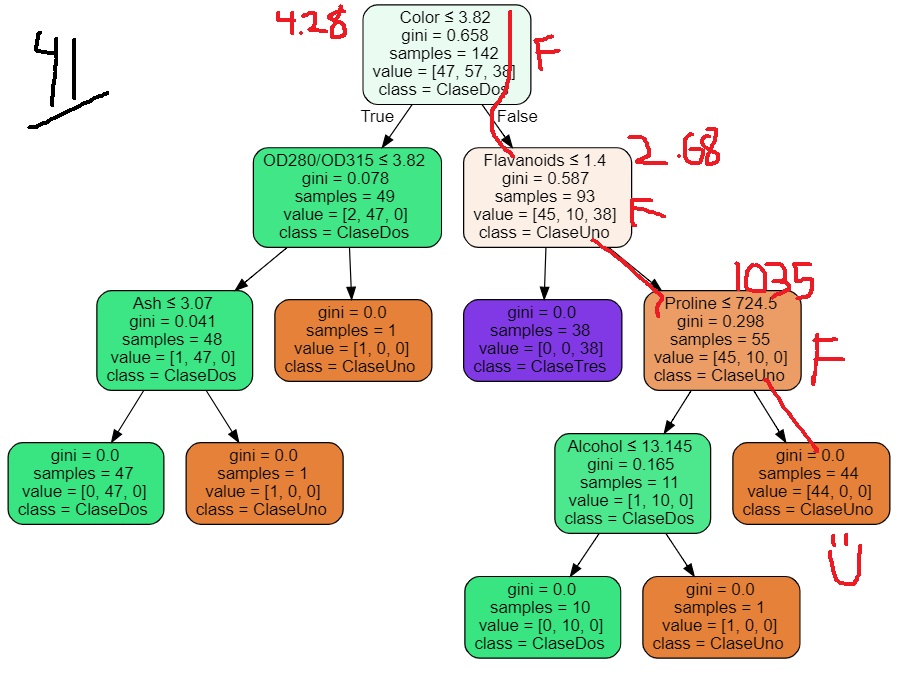 41
4.28
Color ≤ 3.82
gini = 0.658
samples = 142
value = [47, 57, 38]
class = ClaseDos
F
True
False
OD280/OD315 ≤ 3.82
gini = 0.078
samples = 49
value = [2, 47, 0]
class = ClaseDos
Flavanoids ≤ 1.4
gini = 0.587
samples = 93
value = [45, 10, 38]
class = ClaseUno
2.68
F
Ash ≤ 3.07
gini = 0.041
samples = 48
value = [1, 47, 0]
class = ClaseDos
gini = 0.0
samples = 1
value = [1, 0, 0]
class = ClaseUno
gini = 0.0
samples = 38
value = [0, 0, 38]
class = ClaseTres
1035
Proline ≤ 724.5
gini = 0.298
samples = 55
value = [45, 10, 0]
class = ClaseUno
F
gini = 0.0
samples = 47
value = [0, 47, 0]
class = ClaseDos
gini = 0.0
samples = 1
value = [1, 0, 0]
class = ClaseUno
Alcohol ≤ 13.145
gini = 0.165
samples = 11
value = [1, 10, 0]
class = ClaseDos
gini = 0.0
samples = 44
value = [44, 0, 0]
class = ClaseUno
gini = 0.0
samples = 10
value = [0, 10, 0]
class = ClaseDos
gini = 0.0
samples = 1
value = [1, 0, 0]
class = ClaseUno